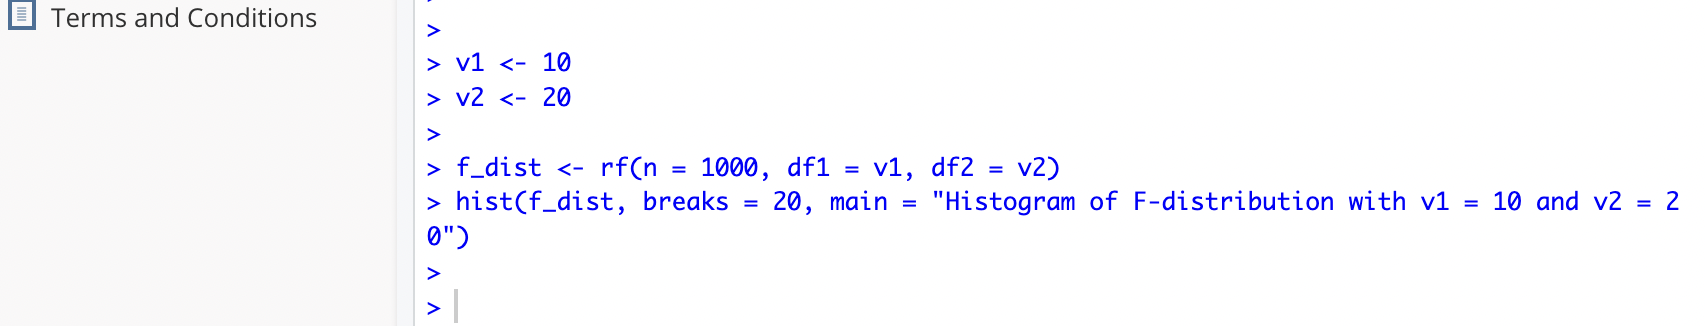 Terms and Conditions
>
> v1 <- 10
> v2 <- 20
>
> f_dist <- rf(n = 1000, df1 = v1, df2 = v2)
> hist(f_dist, breaks = 20, main = "Histogram of F-distribution with v1 = 10 and v2 = 2
0")
>
>